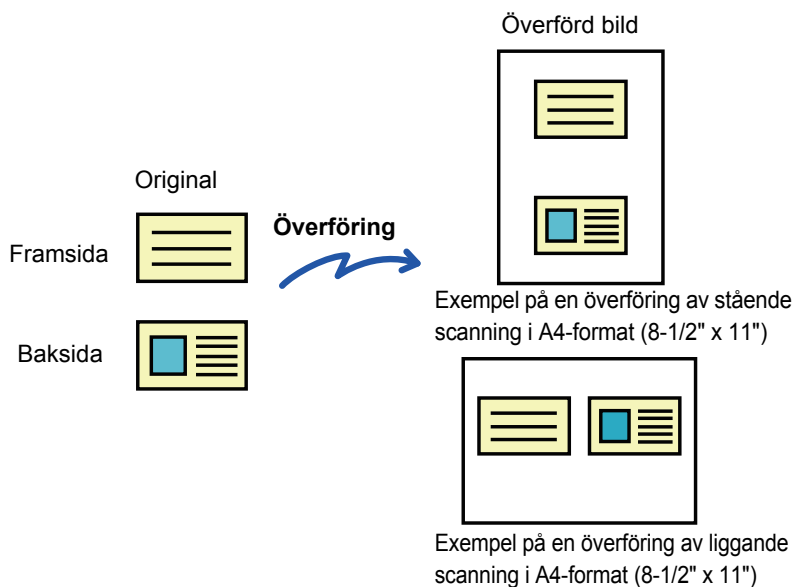 Överförd bild
Original
Överföring
Framsida
Baksida
Exempel på en överföring av stående
scanning i A4-format (8-1/2" x 11")
Exempel på en överföring av liggande
scanning i A4-format (8-1/2" x 11")